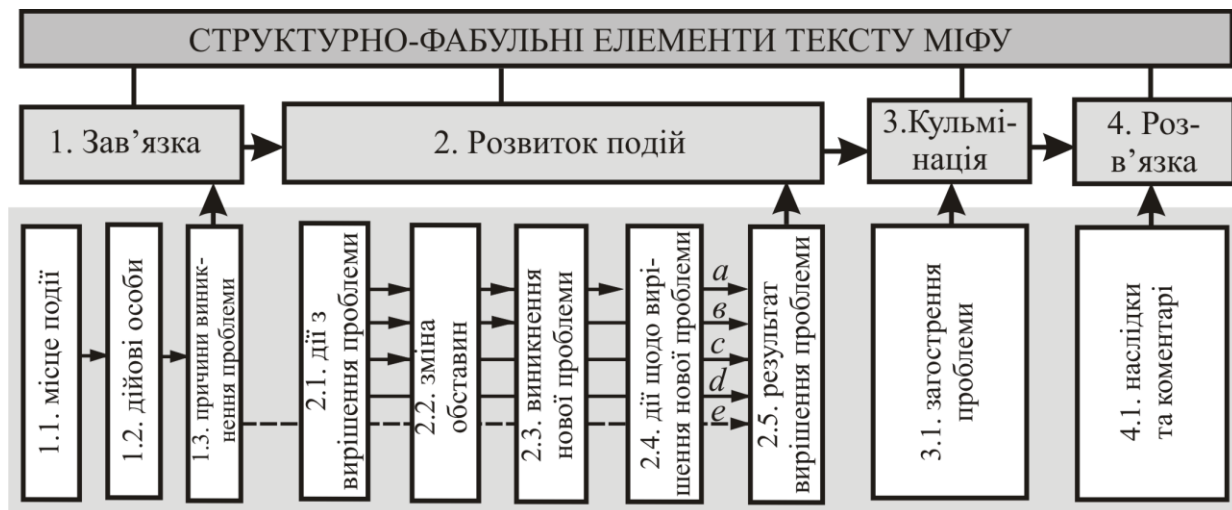 СТРУКТУРНО-ФАБУЛЬНІ ЕЛЕМЕНТИ ТЕКСТУ МІФУ
1. Зав’язка
2. Розвиток подій
3.Кульмі-
нація
4. Роз-
в’язка
1.1. місце події
1.2. дійові особи
1.3. причини виник-
нення проблеми
2.1. дії з
вирішення проблеми
2.2. зміна
обставин
2.3. виникнення
нової проблеми
2.4. дії щодо вирі-
шення нової проблеми
a
в
c
d
e
2.5. результат
вирішення проблеми
3.1. загострення
проблеми
4.1. наслідки
та коментарі